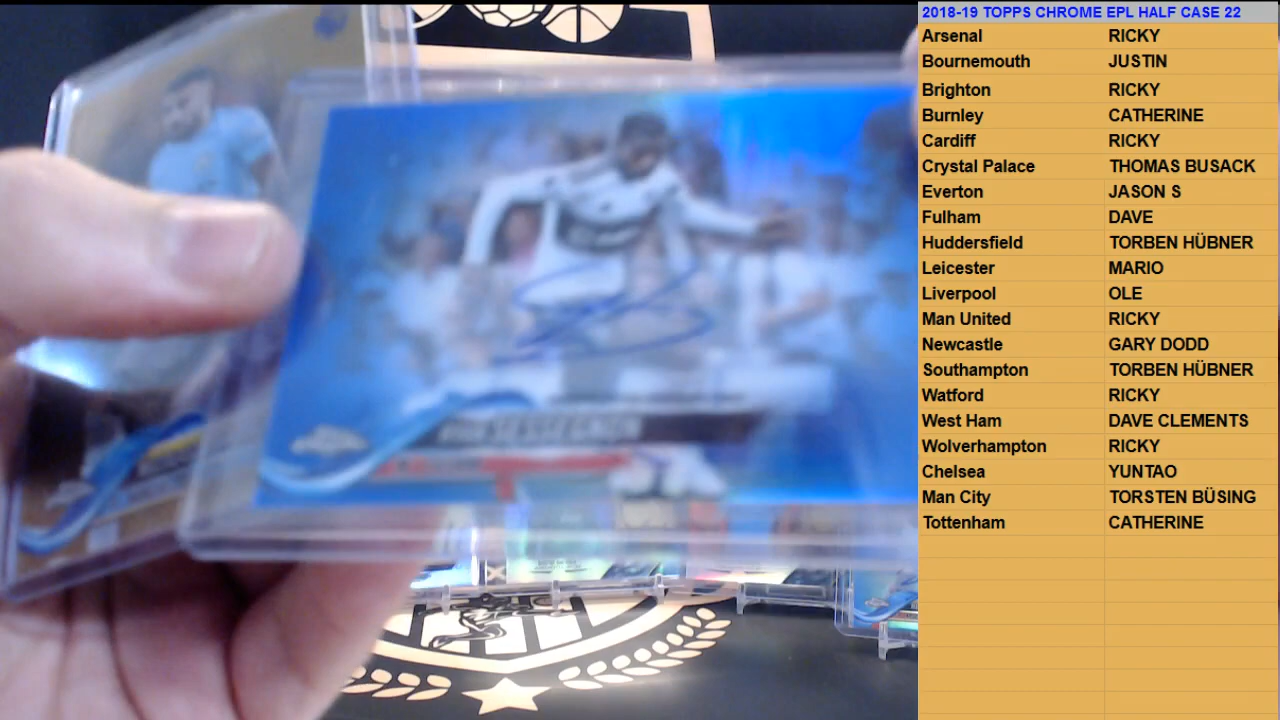 2018-19 TOPPS CHROME EPL HALF CASE 22
Arsenal RICKY
Bournemouth JUSTIN
Brighton RICKY
Burnley CATHERINE
Cardiff RICKY
Crystal Palace THOMAS BUSACK
Everton JASON S
Fulham DAVE
Huddersfield TORBEN HÜBNER
Leicester MARIO
Liverpool OLE
Man United RICKY
Newcastle GARY DODD
Southampton TORBEN HÜBNER
Watford RICKY
West Ham DAVE CLEMENTS
Wolverhampton RICKY
Chelsea YUNTAO
Man City TORSTEN BÜSING
Tottenham CATHERINE